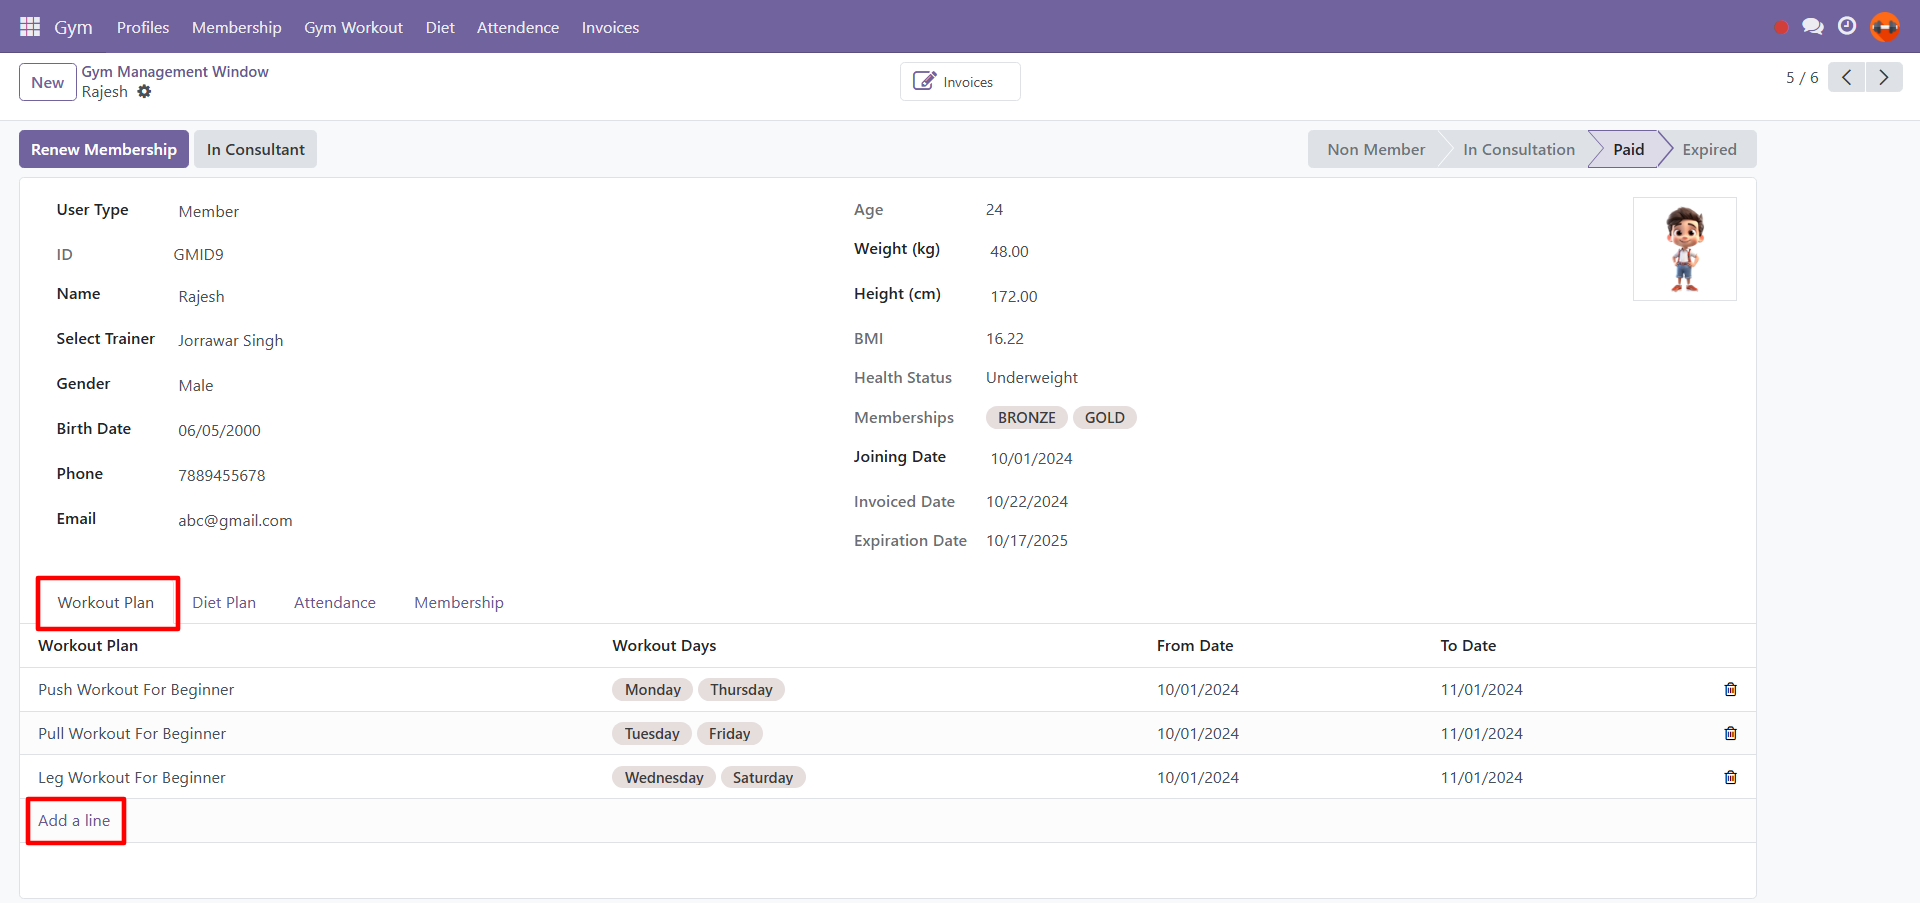 Gym Profiles Membership Gym Workout Diet Attendence Invoices
New Gym Management Window
Rajesh
Invoices
5 / 6
Renew Membership In Consultant
Non Member In Consultation Paid Expired
User Type Member
ID GMID9
Name Rajesh
Select Trainer Jorrawar Singh
Gender Male
Birth Date 06/05/2000
Phone 7889455678
Email abc@gmail.com
Age 24
Weight (kg) 48.00
Height (cm) 172.00
BMI 16.22
Health Status Underweight
Memberships BRONZE GOLD
Joining Date 10/01/2024
Invoiced Date 10/22/2024
Expiration Date 10/17/2025
Workout Plan Diet Plan Attendance Membership
Workout Plan Workout Days From Date To Date
Push Workout For Beginner Monday Thursday 10/01/2024 11/01/2024
Pull Workout For Beginner Tuesday Friday 10/01/2024 11/01/2024
Leg Workout For Beginner Wednesday Saturday 10/01/2024 11/01/2024
Add a line